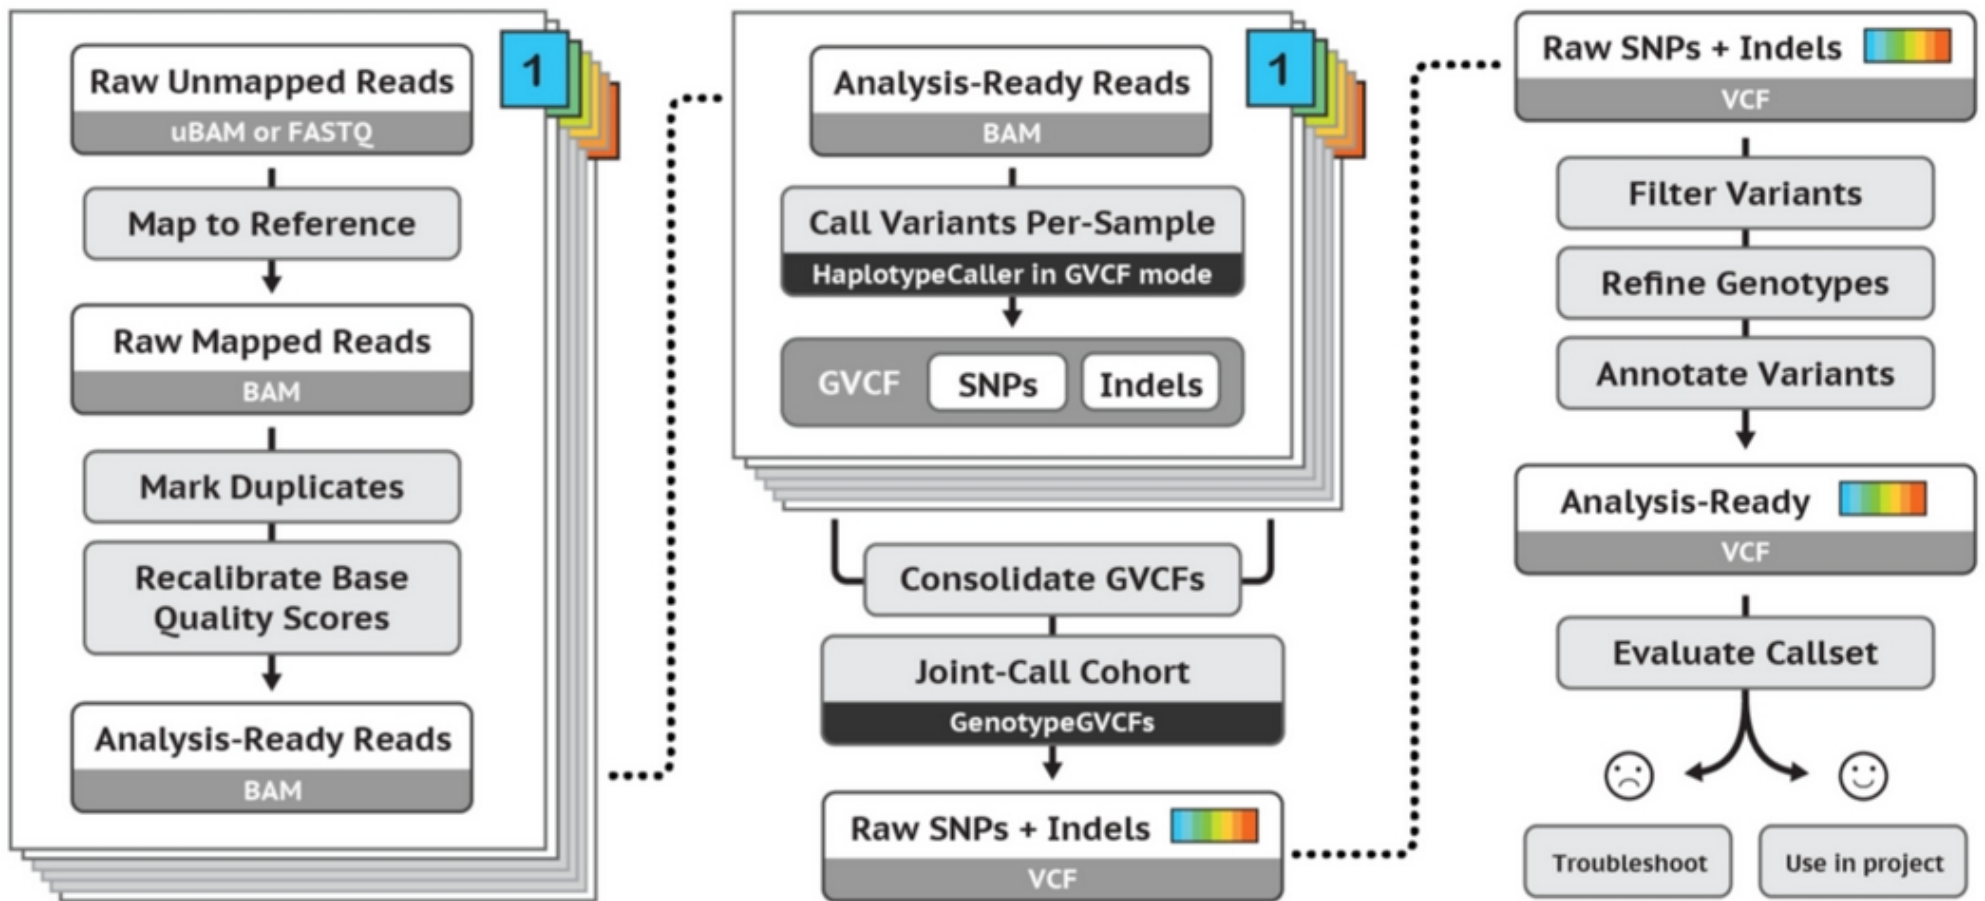 1
Raw Unmapped Reads
uBAM or FASTQ
Map to Reference
Raw Mapped Reads
BAM
Mark Duplicates
Recalibrate Base
Quality Scores
Analysis-Ready Reads
BAM
1
Analysis-Ready Reads
BAM
Call Variants Per-Sample
HaplotypeCaller in GVCF mode
GVCF SNPs Indels
Consolidate GVCFs
Joint-Call Cohort
GenotypeGVCFs
Raw SNPs + Indels
VCF
Raw SNPs + Indels
VCF
Filter Variants
Refine Genotypes
Annotate Variants
Analysis-Ready
VCF
Evaluate Callset
Troubleshoot
Use in project